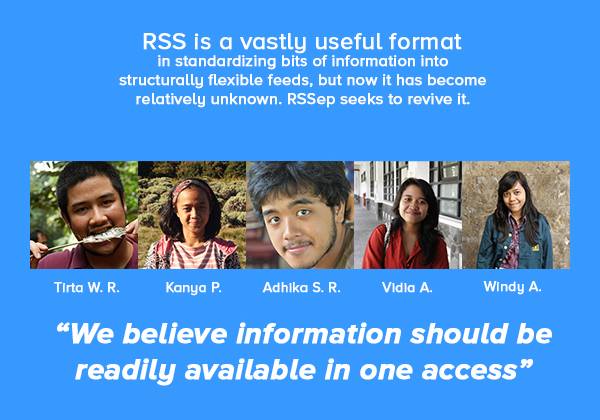 RSS is a vastly useful format
in standardizing bits of information into
structurally flexible feeds, but now it has become
relatively unknown. RSSep seeks to revive it.
Tirta W. R.
Kanya P.
Adhika S. R.
Vidia A.
Windy A.
“We believe information should be
readily available in one access”